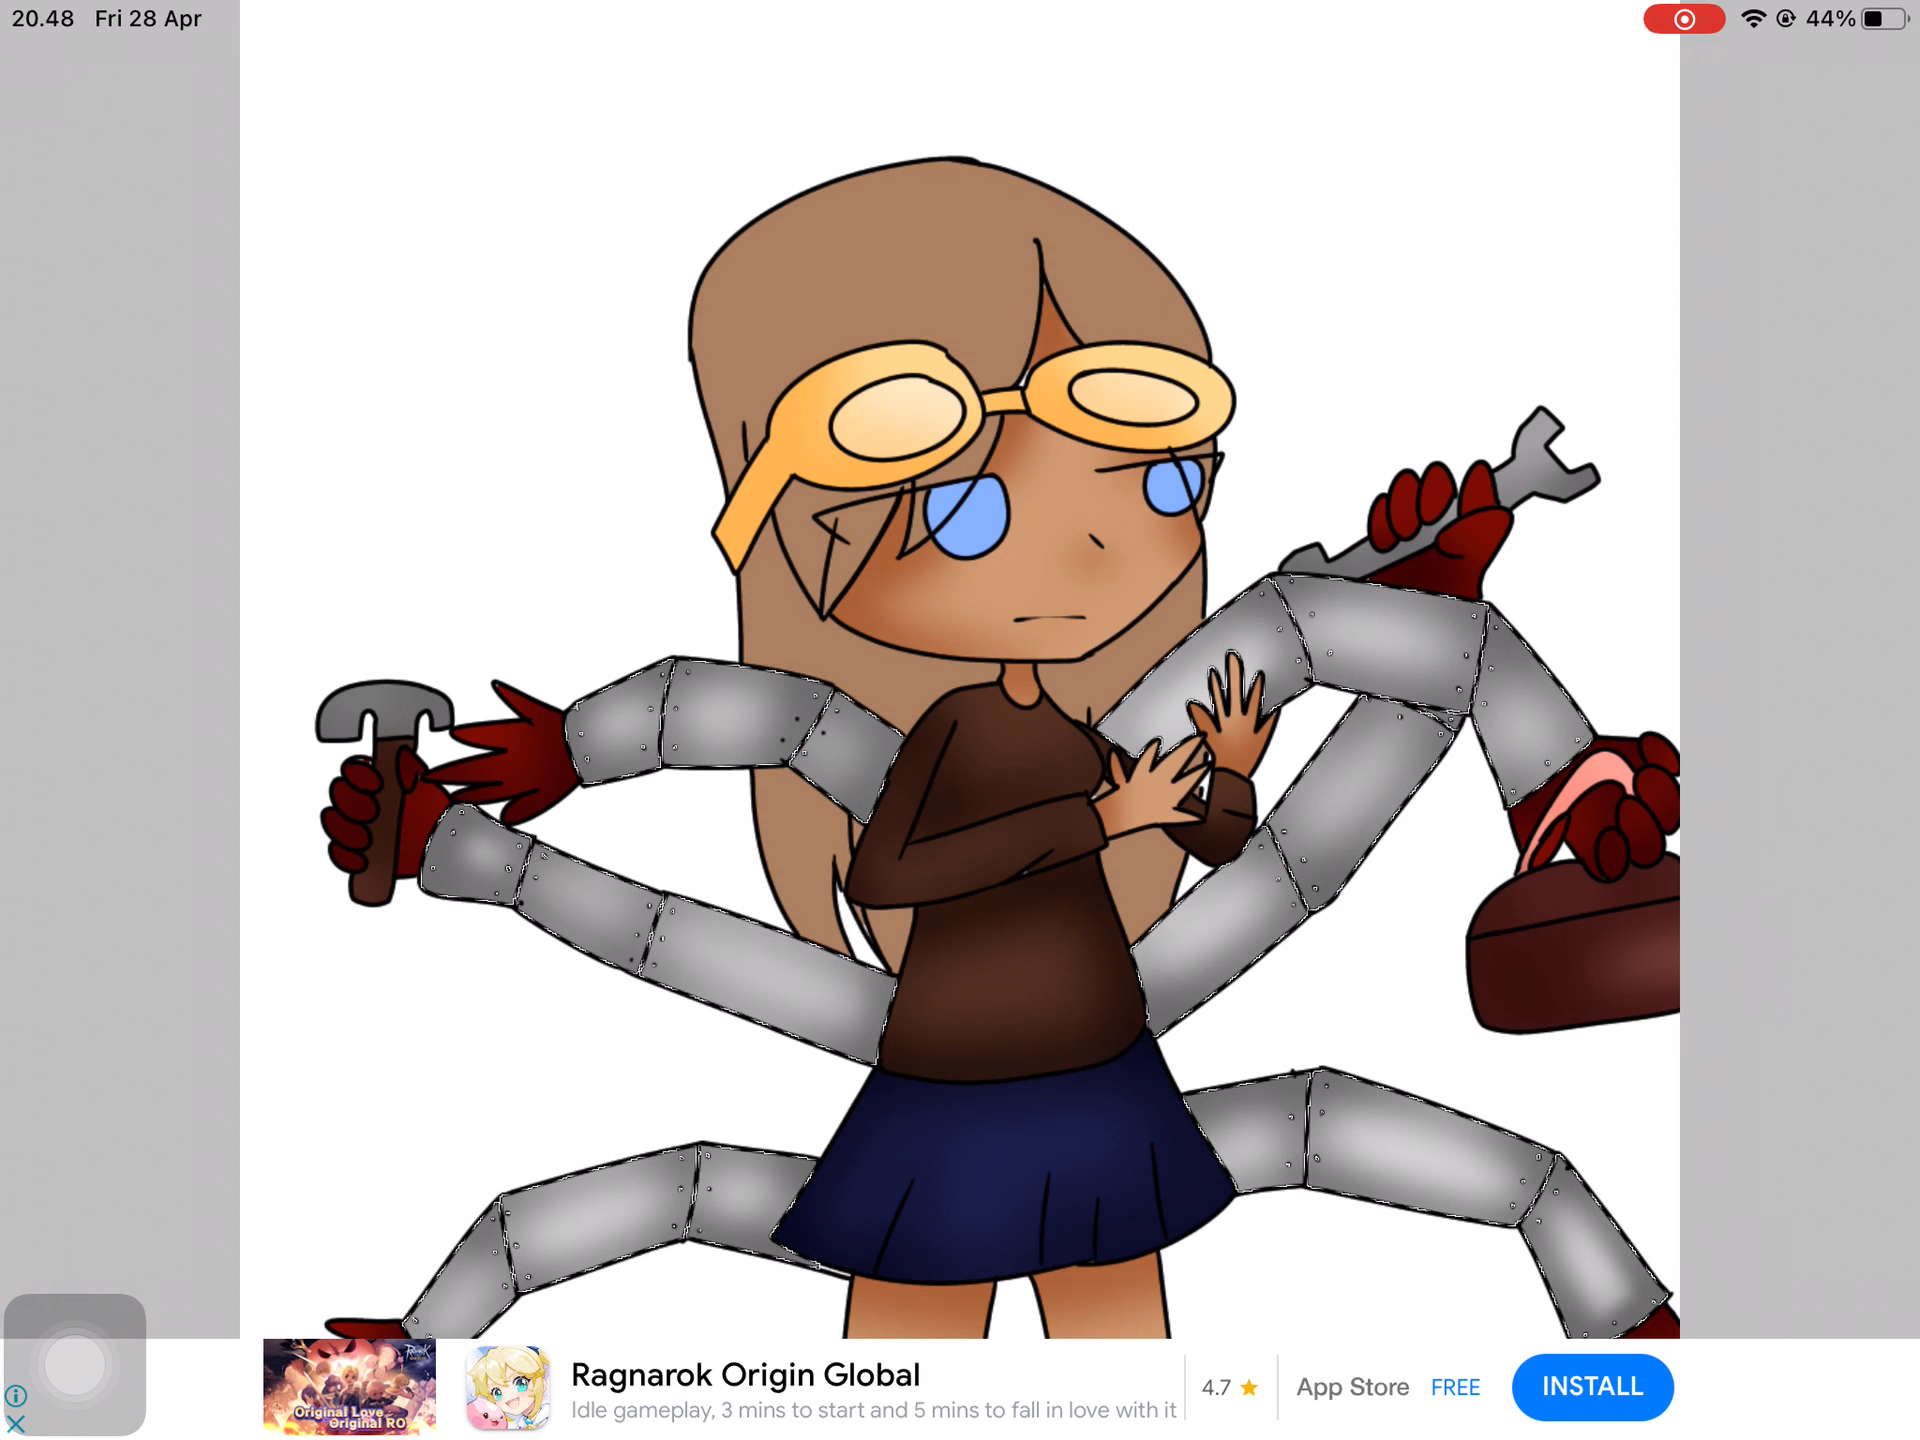 20.48 Fri 28 Apr
44%
Original Love
Original RO
Ragnarok Origin Global
Idle gameplay, 3 mins to start and 5 mins to fall in love with it
4.7
App Store FREE
INSTALL